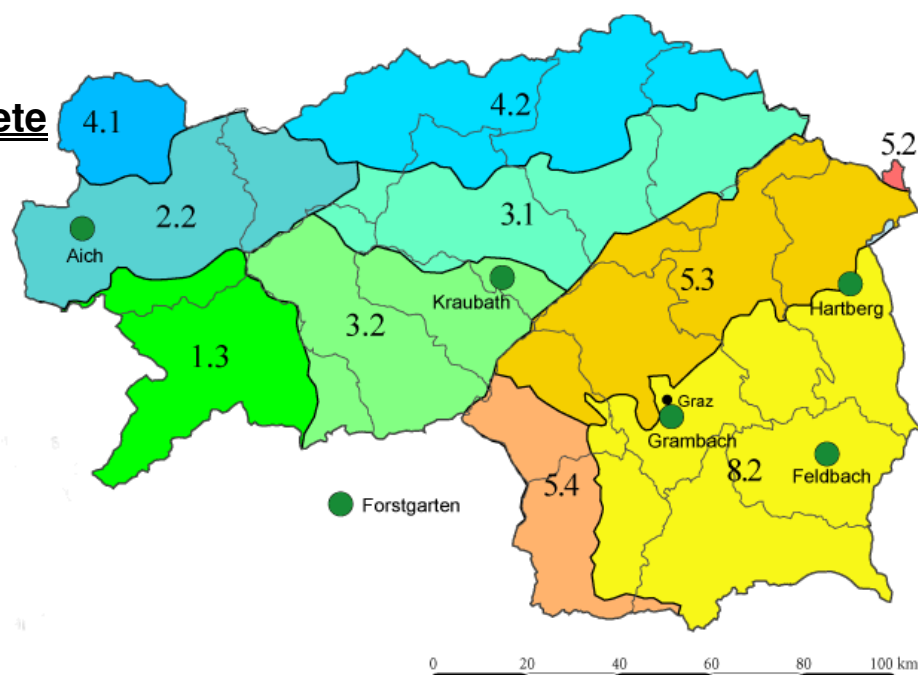 ete
4.1
4.2
5.2
2.2
3.1
Aich
5.3
Kraubath
Hartberg
3.2
1.3
Graz
Grambach
8.2
Feldbach
5.4
Forstgarten
0 20 40 60 80 100 km